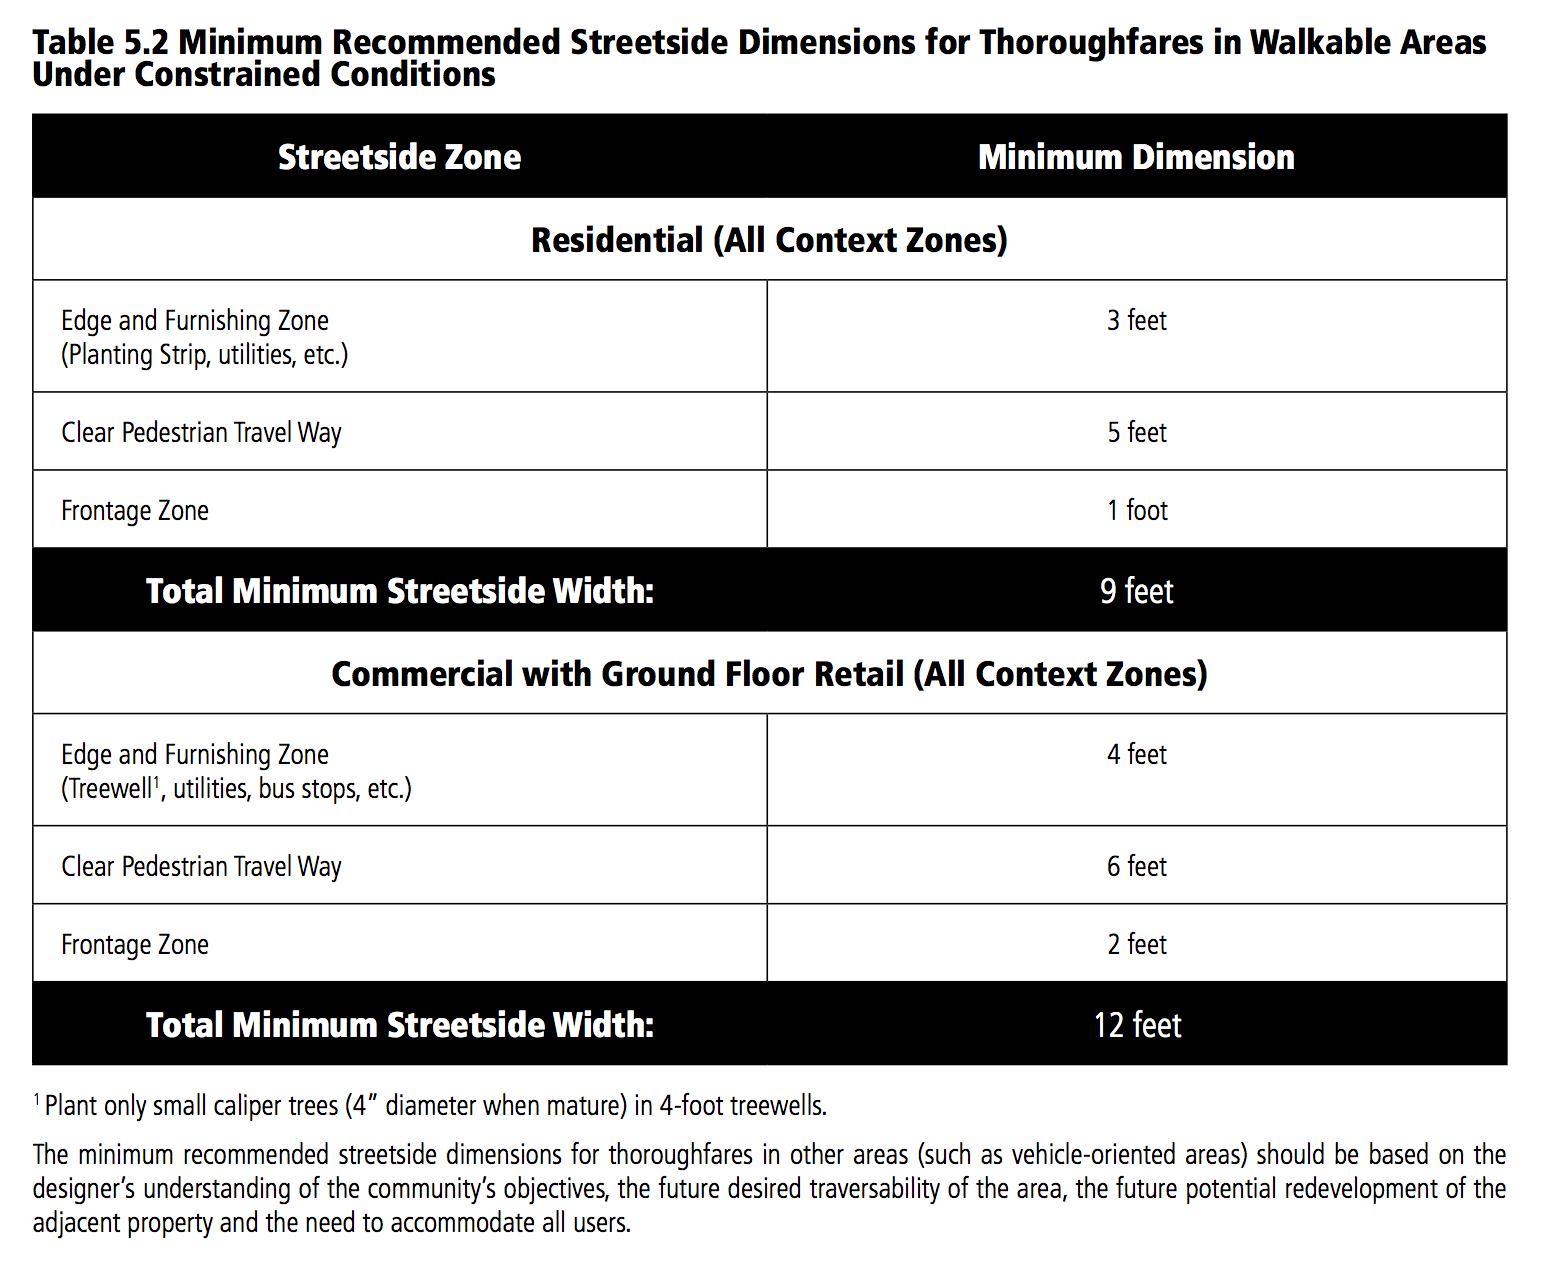 Table 5.2 Minimum Recommended Streetside Dimensions for Thoroughfares in Walkable Areas
Under Constrained Conditions
Streetside Zone Minimum Dimension
Residential (All Context Zones)
Edge and Furnishing Zone 3 feet
(Planting Strip, utilities, etc.)
Clear Pedestrian Travel Way 5 feet
Frontage Zone 1 foot
Total Minimum Streetside Width: 9 feet
Commercial with Ground Floor Retail (All Context Zones)
Edge and Furnishing Zone 4 feet
(Treewell¹, utilities, bus stops, etc.)
Clear Pedestrian Travel Way 6 feet
Frontage Zone 2 feet
Total Minimum Streetside Width: 12 feet
¹ Plant only small caliper trees (4” diameter when mature) in 4-foot treewells.
The minimum recommended streetside dimensions for thoroughfares in other areas (such as vehicle-oriented areas) should be based on the
designer’s understanding of the community’s objectives, the future desired traversability of the area, the future potential redevelopment of the
adjacent property and the need to accommodate all users.